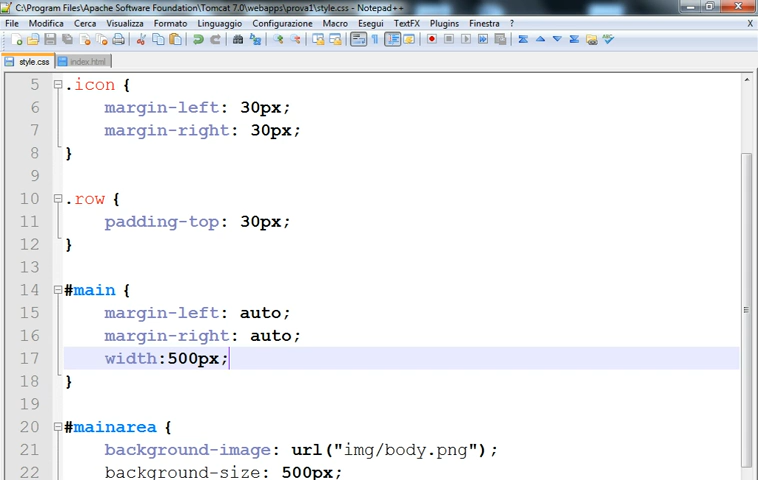 C:\Program Files\Apache Software Foundation\Tomcat 7.0\webapps\prova1\style.css - Notepad++
File Modifica Cerca Visualizza Formato Linguaggio Configurazione Macro Esegui TextFX Plugins Finestra ? X
style.css index.html
5 .icon {
6 margin-left: 30px;
7 margin-right: 30px;
8 }
9
10 .row {
11 padding-top: 30px;
12 }
13
14 #main {
15 margin-left: auto;
16 margin-right: auto;
17 width:500px;
18 }
19
20 #mainarea {
21 background-image: url("img/body.png");
22 background-size: 500px;